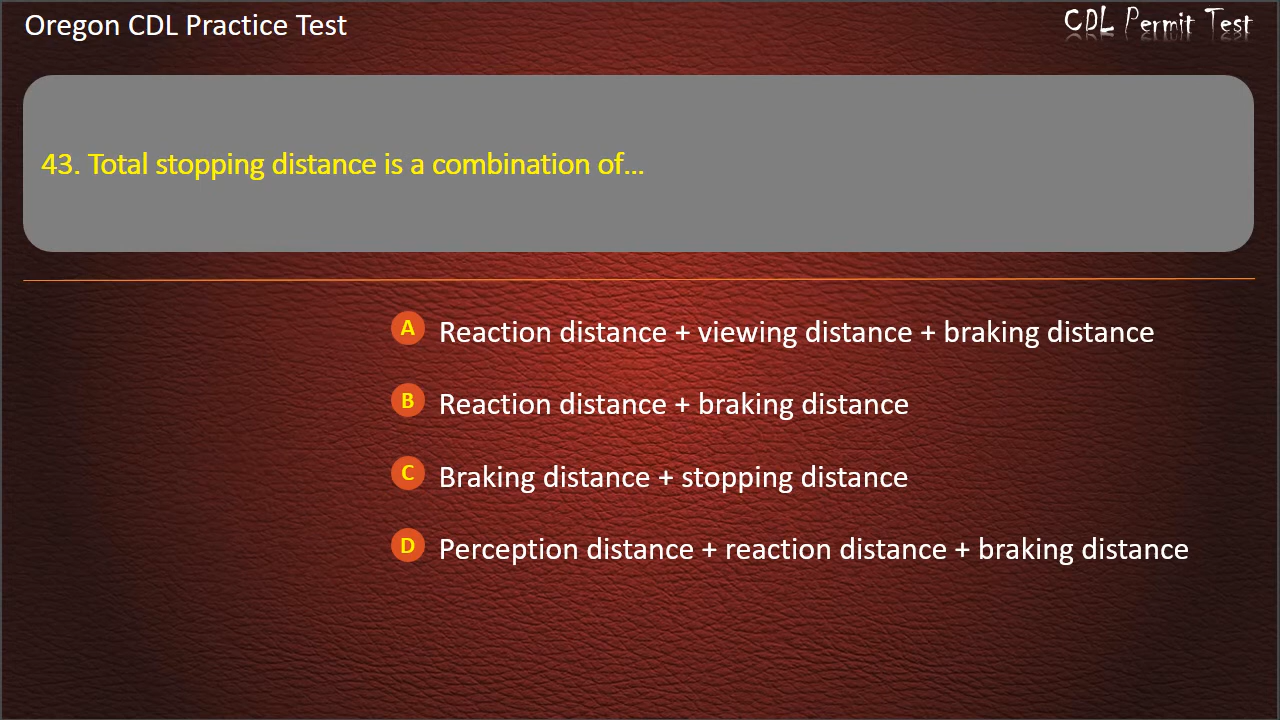 Oregon CDL Practice Test
CDL Permit Test
43. Total stopping distance is a combination of...
A Reaction distance + viewing distance + braking distance
B Reaction distance + braking distance
C Braking distance + stopping distance
D Perception distance + reaction distance + braking distance